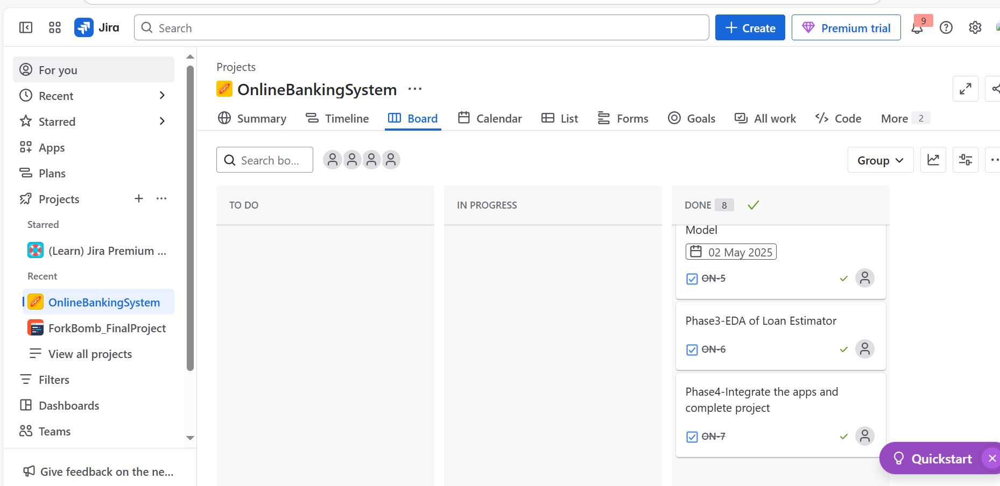 Jira
Search
Create
Premium trial
9
For you
Recent
Starred
Apps
Plans
Projects
Starred
(Learn) Jira Premium ...
Recent
OnlineBankingSystem
ForkBomb_FinalProject
View all projects
Filters
Dashboards
Teams
Give feedback on the ne...
Projects
OnlineBankingSystem
Summary
Timeline
Board
Calendar
List
Forms
Goals
All work
Code
More 2
Search bo...
Group
TO DO
IN PROGRESS
DONE 8
Model
02 May 2025
ON-5
Phase3-EDA of Loan Estimator
ON-6
Phase4-Integrate the apps and
complete project
ON-7
Quickstart